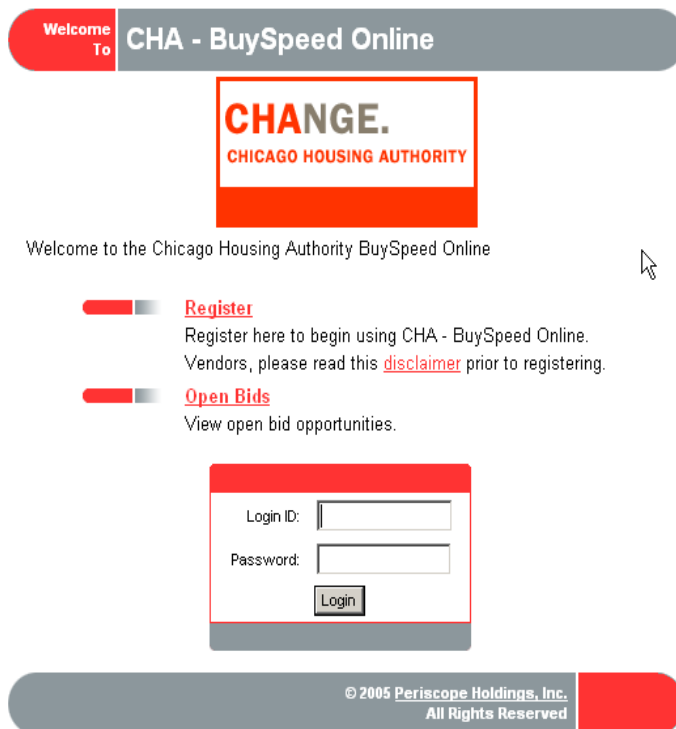 Welcome
To
CHA - BuySpeed Online
CHANGE.
CHICAGO HOUSING AUTHORITY
Welcome to the Chicago Housing Authority BuySpeed Online
Register
Register here to begin using CHA - BuySpeed Online.
Vendors, please read this disclaimer prior to registering.
Open Bids
View open bid opportunities.
Login ID:
Password:
Login
© 2005 Periscope Holdings, Inc.
All Rights Reserved